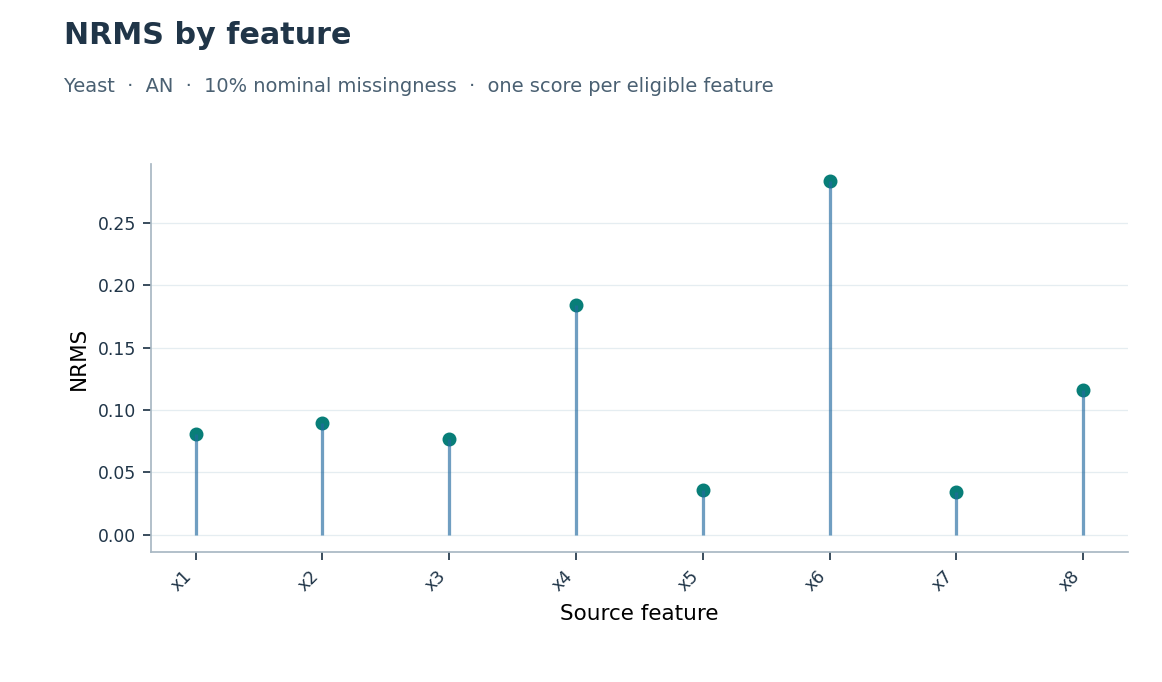 NRMS by feature
Yeast · AN · 10% nominal missingness · one score per eligible feature
NRMS
0.25
0.20
0.15
0.10
0.05
0.00
x1 x2 x3 x4 x5 x6 x7 x8
Source feature